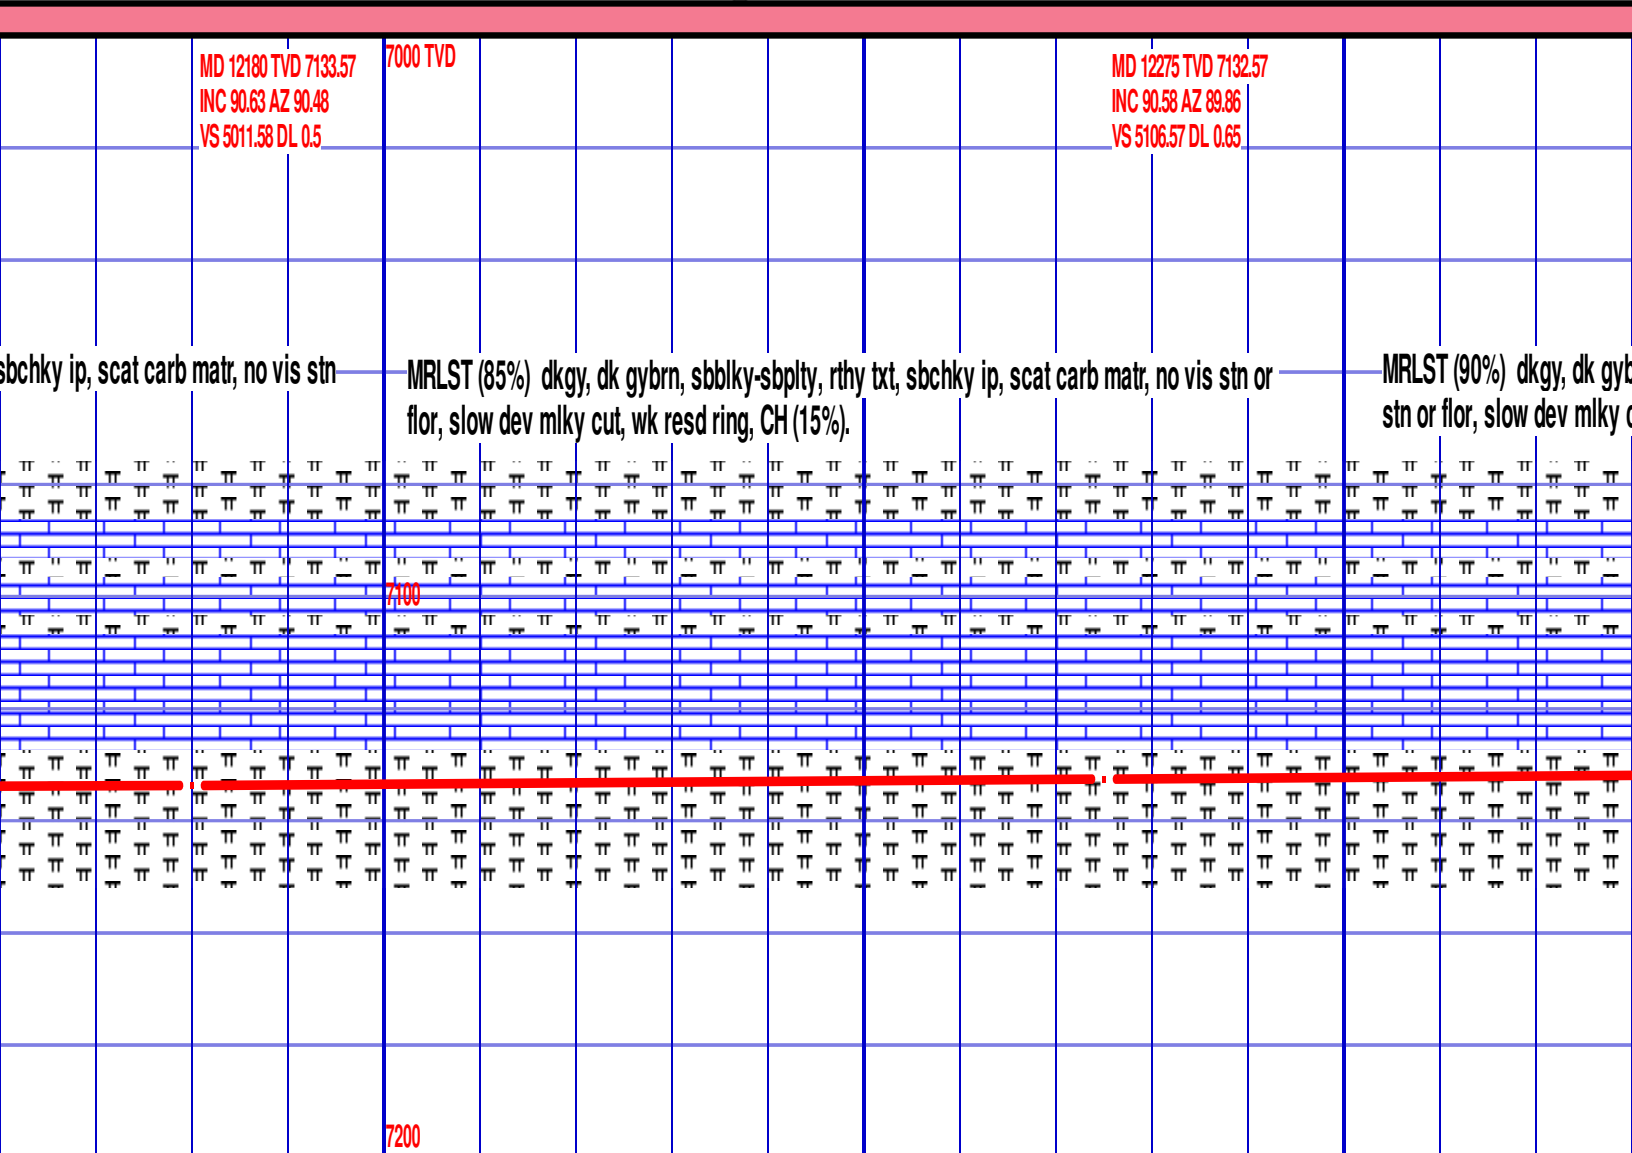 MD 12180 TVD 7133.57
INC 90.63 AZ 90.48
VS 5011.58 DL 0.5
7000 TVD
MD 12275 TVD 7132.57
INC 90.58 AZ 89.86
VS 5106.57 DL 0.65
sbchky ip, scat carb matr, no vis stn
MRLST (85%) dkgy, dk gybrn, sbblky-sbplty, rthy txt, sbchky ip, scat carb matr, no vis stn or
flor, slow dev mlky cut, wk resd ring, CH (15%).
MRLST (90%) dkgy, dk gyb
stn or flor, slow dev mlky c
7100
7200